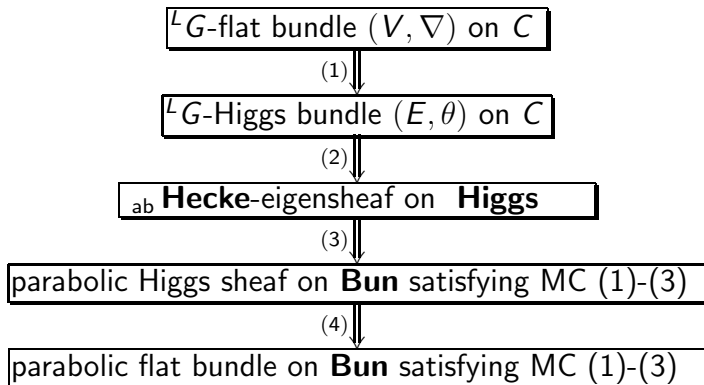 ᴸG-flat bundle (V, ∇) on C
(1)
ᴸG-Higgs bundle (E, θ) on C
(2)
ab Hecke-eigensheaf on Higgs
(3)
parabolic Higgs sheaf on Bun satisfying MC (1)-(3)
(4)
parabolic flat bundle on Bun satisfying MC (1)-(3)